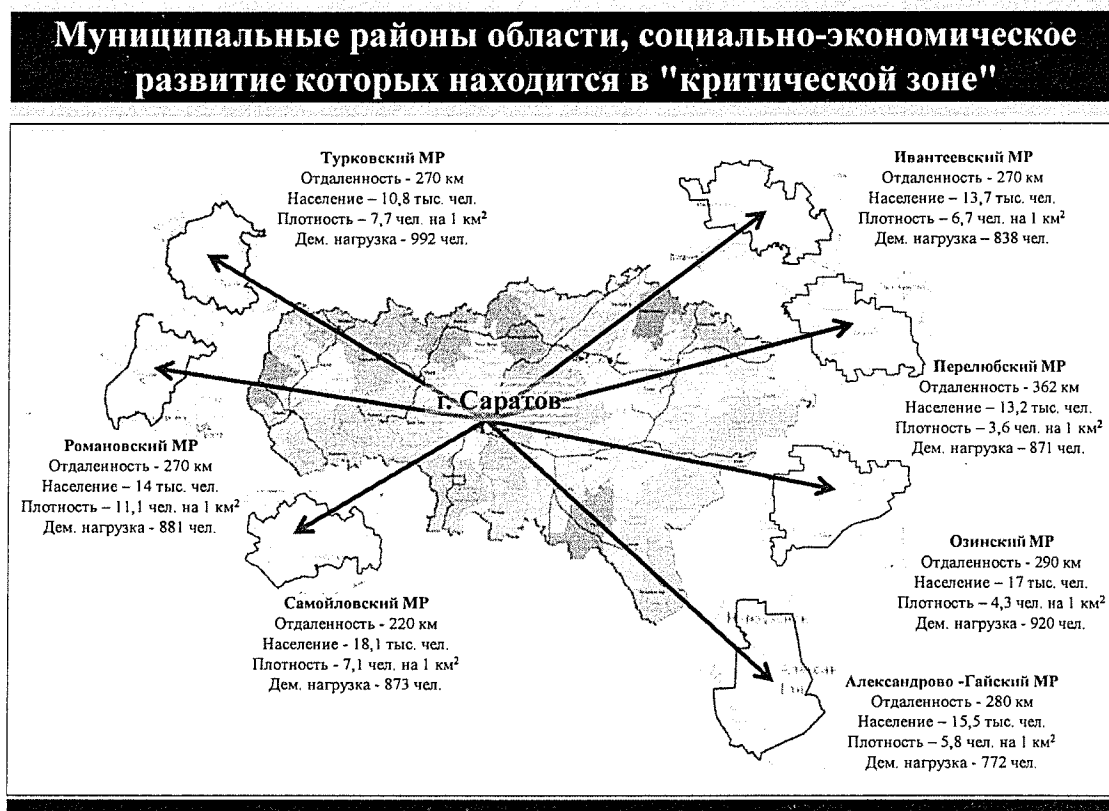 Муниципальные районы области, социально-экономическое
развитие которых находится в "критической зоне"
Турковский МР
Отдаленность - 270 км
Население – 10,8 тыс. чел.
Плотность – 7,7 чел. на 1 км²
Дем. нагрузка - 992 чел.
Ивантеевский МР
Отдаленность - 270 км
Население – 13,7 тыс. чел.
Плотность – 6,7 чел. на 1 км²
Дем. нагрузка – 838 чел.
г. Саратов
Перелюбский МР
Отдаленность - 362 км
Население – 13,2 тыс. чел.
Плотность – 3,6 чел. на 1 км²
Дем. нагрузка - 871 чел.
Романовский МР
Отдаленность - 270 км
Население – 14 тыс. чел.
Плотность – 11,1 чел. на 1 км²
Дем. нагрузка - 881 чел.
Озинский МР
Отдаленность - 290 км
Население – 17 тыс. чел.
Плотность – 4,3 чел. на 1 км²
Дем. нагрузка - 920 чел.
Самойловский МР
Отдаленность - 220 км
Население - 18,1 тыс. чел.
Плотность - 7,1 чел. на 1 км²
Дем. нагрузка - 873 чел.
Александрово -Гайский МР
Отдаленность - 280 км
Население – 15,5 тыс. чел.
Плотность – 5,8 чел. на 1 км²
Дем. нагрузка - 772 чел.